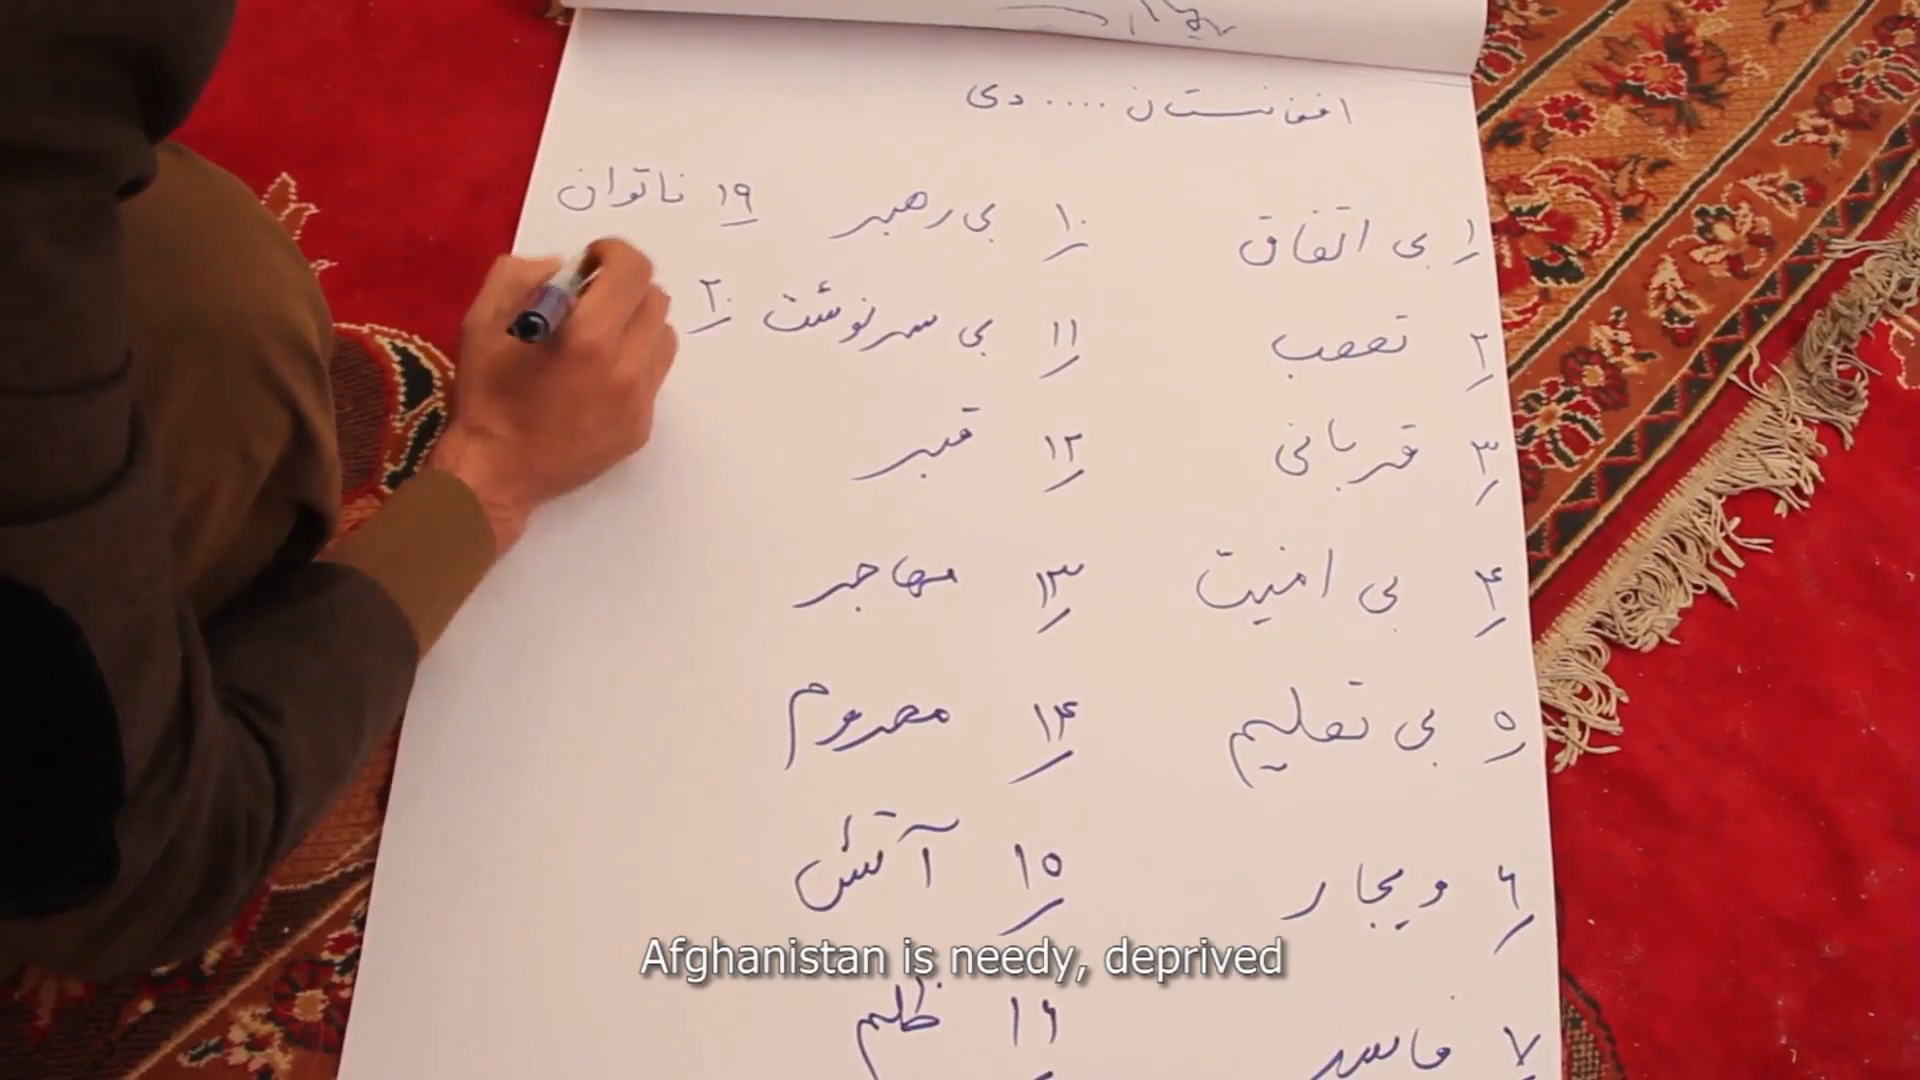 افغانستان .... دی
۱ بی اتفاق
۲ تعصب
۳ قربانی
۴ بی امنیت
۵ بی تعلیم
۶ ویجار
۷ فاسد
۱۰ بی رهبر
۱۱ بی سرنوشت
۱۲ قبر
۱۳ مهاجر
۱۴ محروم
۱۵ آتش
۱۶ ظلم
۱۹ ناتوان
۲۰
Afghanistan is needy, deprived